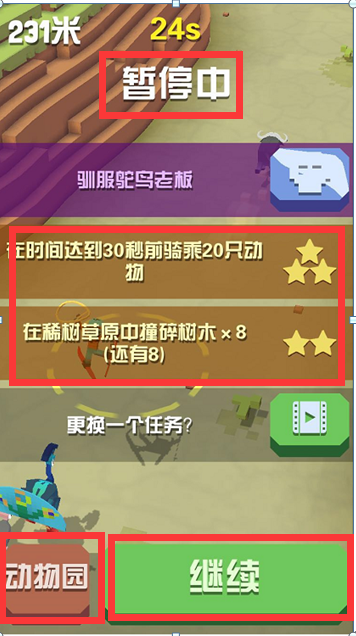 231米
24s
暂停中
驯服鸵鸟老板
在时间达到30秒前骑乘20只动
物
在稀树草原中撞碎树木×8
(还有8)
更换一个任务?
动物园
继续